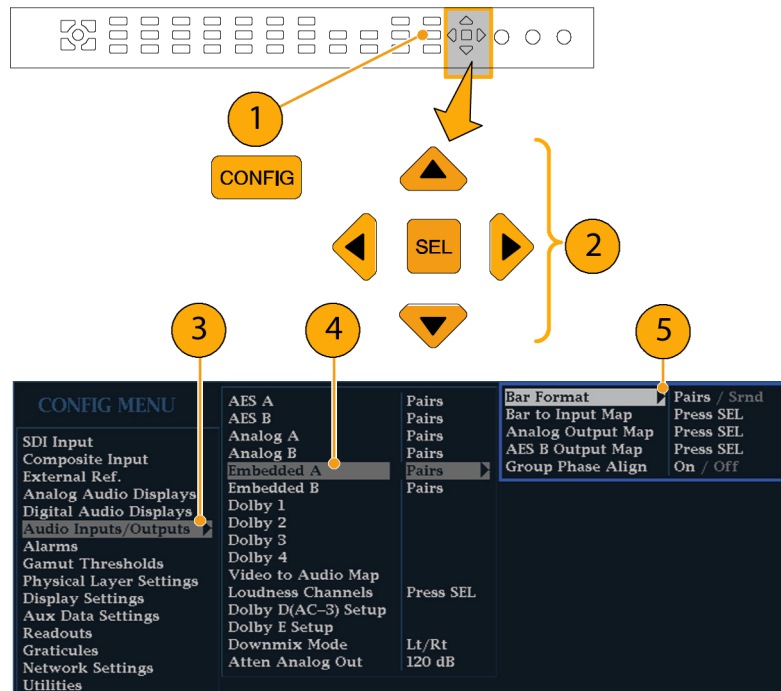 1
CONFIG
SEL
2
3
4
5
CONFIG MENU
SDI Input
Composite Input
External Ref.
Analog Audio Displays
Digital Audio Displays
Audio Inputs/Outputs
Alarms
Gamut Thresholds
Physical Layer Settings
Display Settings
Aux Data Settings
Readouts
Graticules
Network Settings
Utilities
AES A Pairs
AES B Pairs
Analog A Pairs
Analog B Pairs
Embedded A Pairs
Embedded B Pairs
Dolby 1
Dolby 2
Dolby 3
Dolby 4
Video to Audio Map
Loudness Channels Press SEL
Dolby D(AC–3) Setup
Dolby E Setup
Downmix Mode Lt/Rt
Atten Analog Out 120 dB
Bar Format Pairs / Srnd
Bar to Input Map Press SEL
Analog Output Map Press SEL
AES B Output Map Press SEL
Group Phase Align On / Off